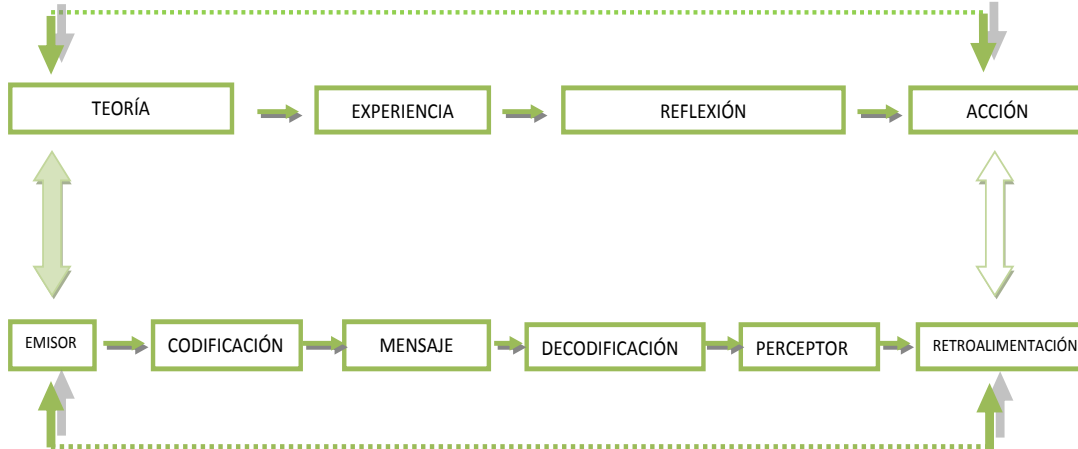 TEORÍA
EXPERIENCIA
REFLEXIÓN
ACCIÓN
EMISOR
CODIFICACIÓN
MENSAJE
DECODIFICACIÓN
PERCEPTOR
RETROALIMENTACIÓN